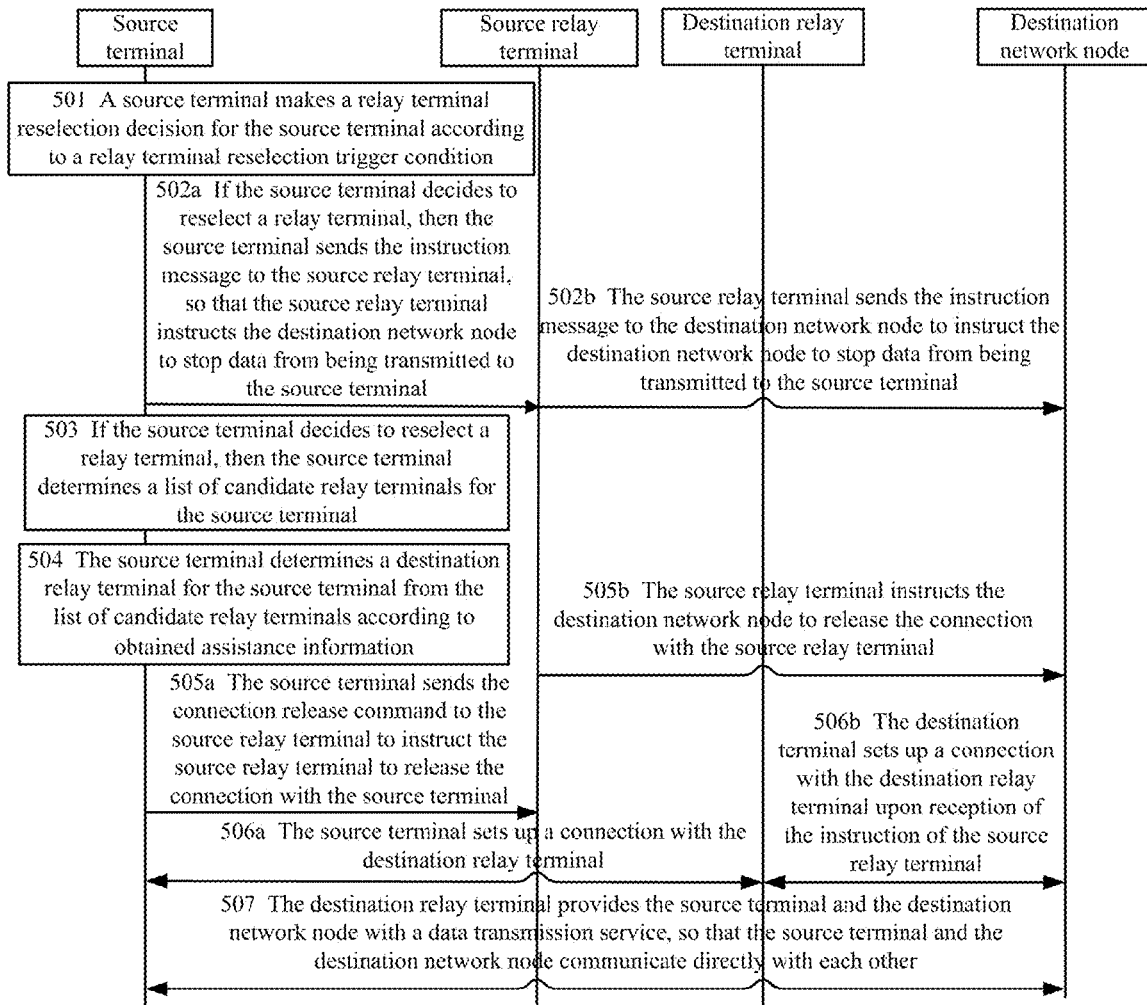 Source
terminal
Source relay
terminal
Destination relay
terminal
Destination
network node
501 A source terminal makes a relay terminal
reselection decision for the source terminal according
to a relay terminal reselection trigger condition
502a If the source terminal decides to
reselect a relay terminal, then the
source terminal sends the instruction
message to the source relay terminal,
so that the source relay terminal
instructs the destination network node
to stop data from being transmitted to
the source terminal
502b The source relay terminal sends the instruction
message to the destination network node to instruct the
destination network node to stop data from being
transmitted to the source terminal
503 If the source terminal decides to reselect a
relay terminal, then the source terminal
determines a list of candidate relay terminals for
the source terminal
504 The source terminal determines a destination
relay terminal for the source terminal from the
list of candidate relay terminals according to
obtained assistance information
505b The source relay terminal instructs the
destination network node to release the connection
with the source relay terminal
505a The source terminal sends the
connection release command to the
source relay terminal to instruct the
source relay terminal to release the
connection with the source terminal
506b The destination
terminal sets up a connection
with the destination relay
terminal upon reception of
the instruction of the source
relay terminal
506a The source terminal sets up a connection with the
destination relay terminal
507 The destination relay terminal provides the source terminal and the destination
network node with a data transmission service, so that the source terminal and the
destination network node communicate directly with each other